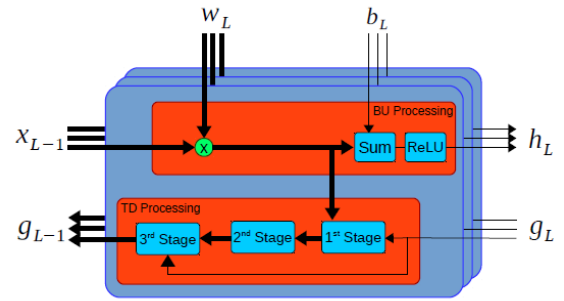 w_L
b_L
BU Processing
x_{L-1}
x
Sum
ReLU
h_L
TD Processing
g_{L-1}
3rd Stage
2nd Stage
1st Stage
g_L